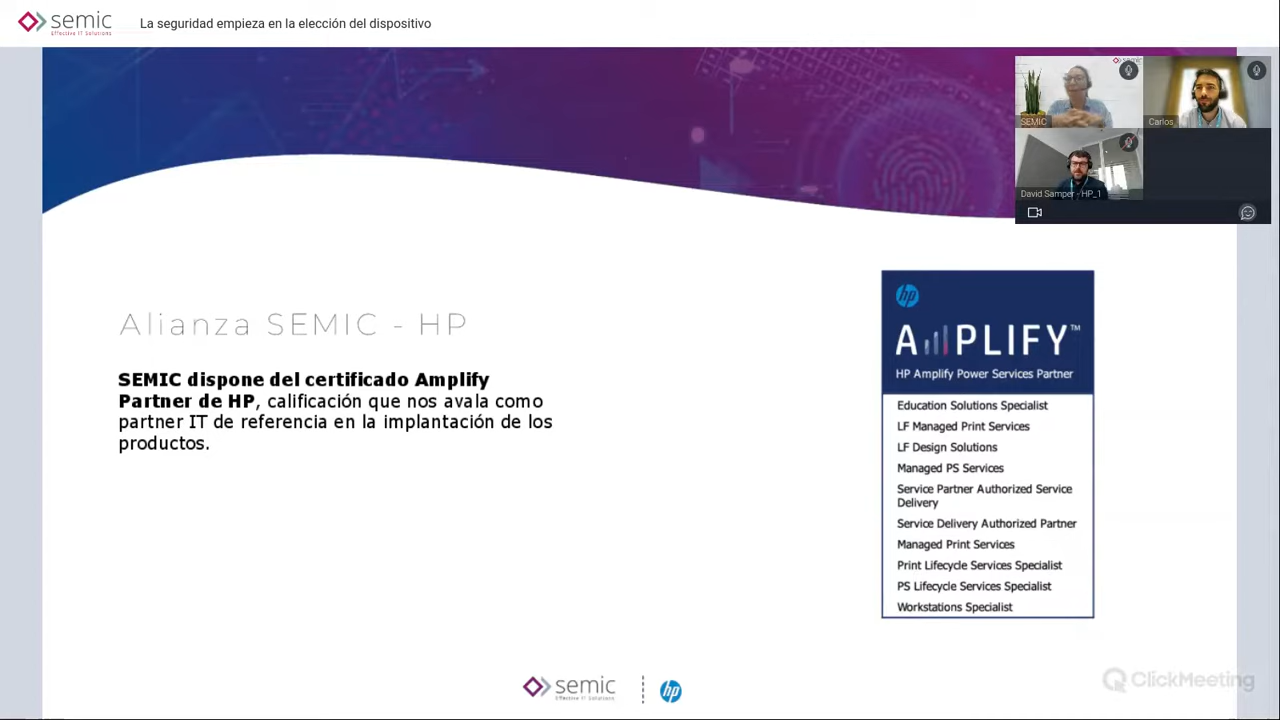 semic
Effective IT Solutions
La seguridad empieza en la elección del dispositivo
semic
SEMIC
Carlos
David Samper - HP_1
Alianza SEMIC - HP
SEMIC dispone del certificado Amplify
Partner de HP, calificación que nos avala como
partner IT de referencia en la implantación de los
productos.
hp
AMPLIFY™
HP Amplify Power Services Partner
Education Solutions Specialist
LF Managed Print Services
LF Design Solutions
Managed PS Services
Service Partner Authorized Service
Delivery
Service Delivery Authorized Partner
Managed Print Services
Print Lifecycle Services Specialist
PS Lifecycle Services Specialist
Workstations Specialist
semic
Effective IT Solutions
hp
ClickMeeting